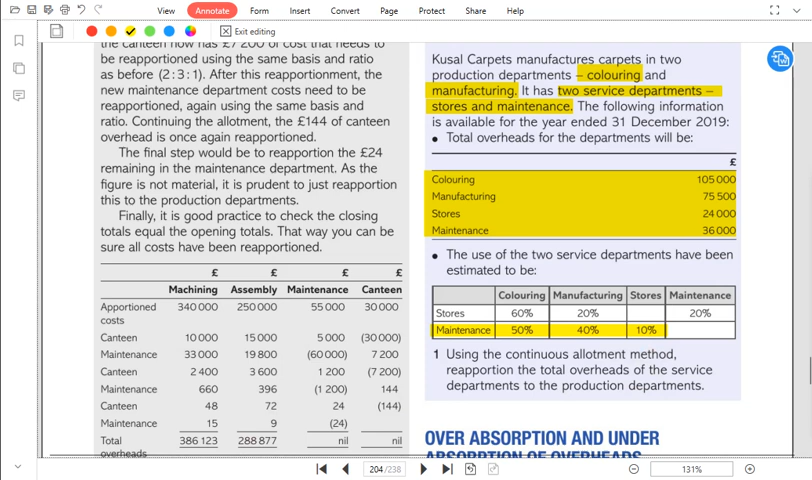 View Annotate Form Insert Convert Page Protect Share Help
Exit editing
the canteen now has £7 200 of cost that needs to
be reapportioned using the same basis and ratio
as before (2 : 3 : 1). After this reapportionment, the
new maintenance department costs need to be
reapportioned, again using the same basis and
ratio. Continuing the allotment, the £144 of canteen
overhead is once again reapportioned.
The final step would be to reapportion the £24
remaining in the maintenance department. As the
figure is not material, it is prudent to just reapportion
this to the production departments.
Finally, it is good practice to check the closing
totals equal the opening totals. That way you can be
sure all costs have been reapportioned.
£ £ £ £
Machining Assembly Maintenance Canteen
Apportioned costs 340 000 250 000 55 000 30 000
Canteen 10 000 15 000 5 000 (30 000)
Maintenance 33 000 19 800 (60 000) 7 200
Canteen 2 400 3 600 1 200 (7 200)
Maintenance 660 396 (1 200) 144
Canteen 48 72 24 (144)
Maintenance 15 9 (24)
Total overheads 386 123 288 877 nil nil
Kusal Carpets manufactures carpets in two
production departments – colouring and
manufacturing. It has two service departments –
stores and maintenance. The following information
is available for the year ended 31 December 2019:
• Total overheads for the departments will be:
£
Colouring 105 000
Manufacturing 75 500
Stores 24 000
Maintenance 36 000
• The use of the two service departments have been
estimated to be:
Colouring Manufacturing Stores Maintenance
Stores 60% 20% 20%
Maintenance 50% 40% 10%
1 Using the continuous allotment method,
reapportion the total overheads of the service
departments to the production departments.
OVER ABSORPTION AND UNDER
ABSORPTION OF OVERHEADS
204 /238
131%